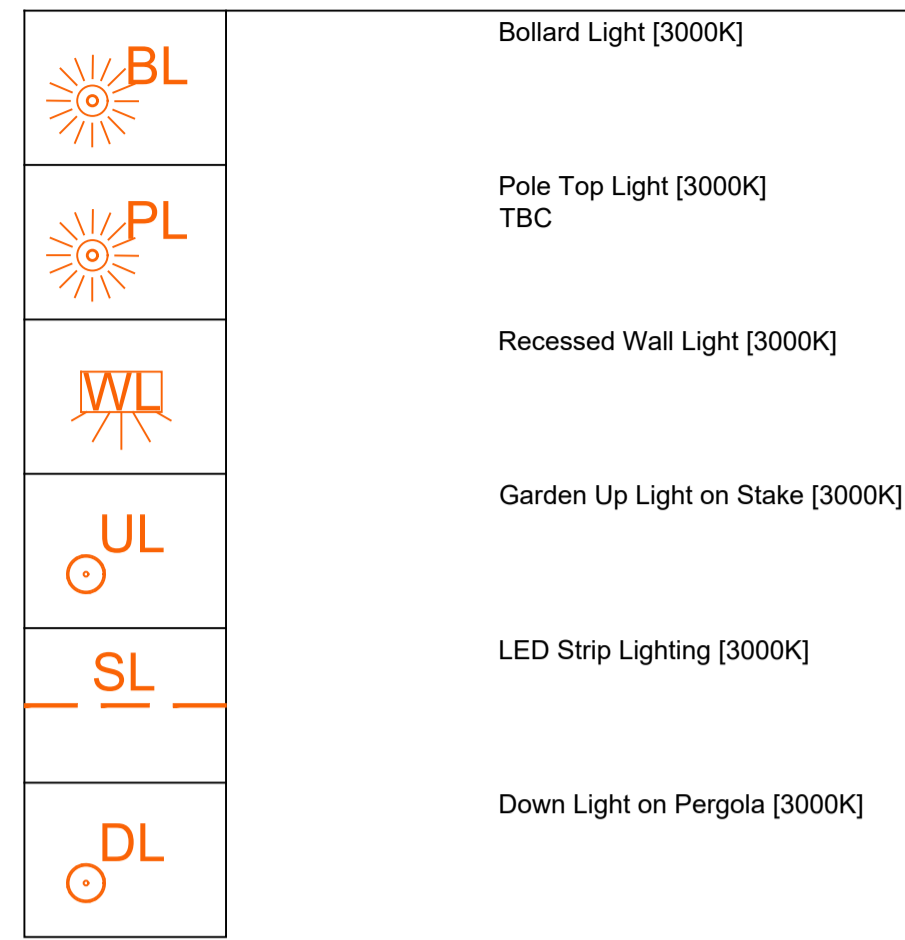 BL
Bollard Light [3000K]
PL
Pole Top Light [3000K]
TBC
WL
Recessed Wall Light [3000K]
UL
Garden Up Light on Stake [3000K]
SL
LED Strip Lighting [3000K]
DL
Down Light on Pergola [3000K]